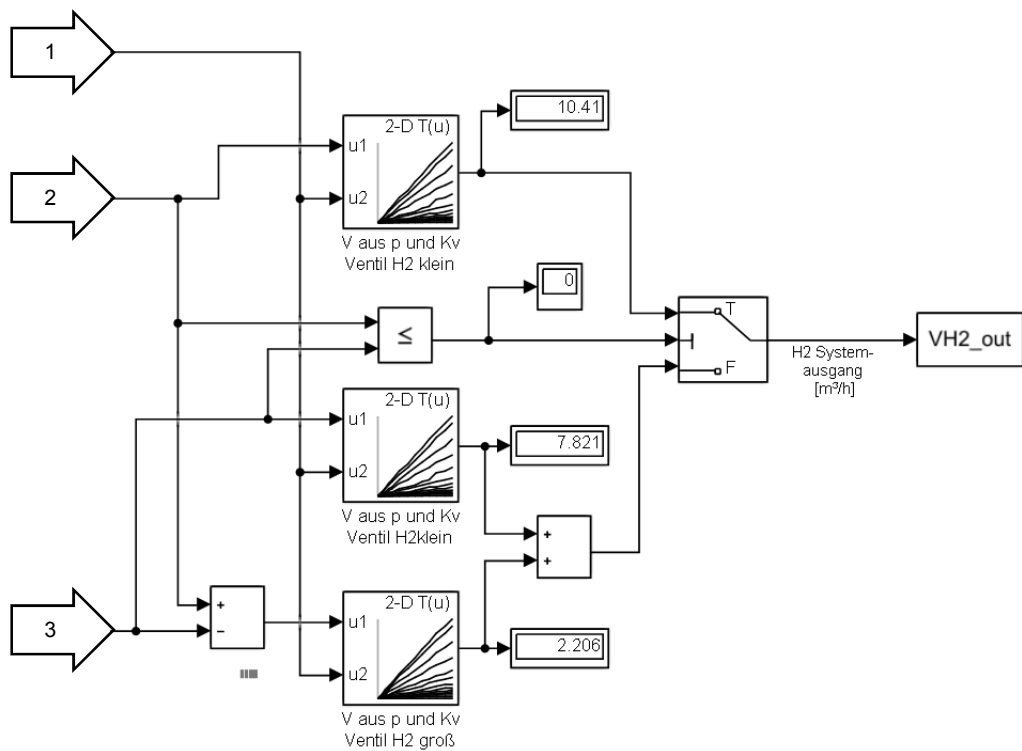 1
10.41
2-D T(u)
u1
2
u2
V aus p und Kv
Ventil H2 klein
0
T
≤
VH2_out
H2 System-
ausgang
[m³/h]
F
2-D T(u)
u1
7.821
u2
V aus p und Kv
Ventil H2klein
+
+
2-D T(u)
+
u1
3
−
2.206
u2
V aus p und Kv
Ventil H2 groß